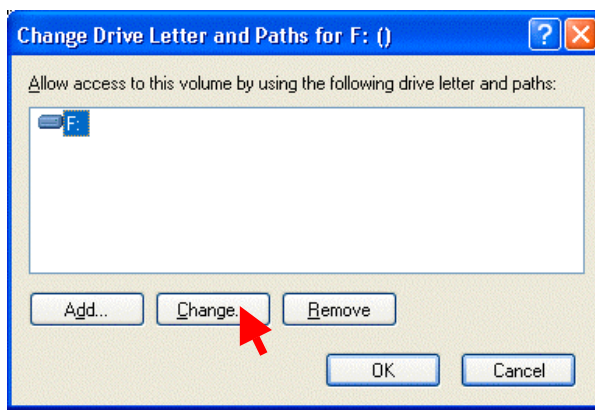 Change Drive Letter and Paths for F: ()
Allow access to this volume by using the following drive letter and paths:
F:
Add... Change... Remove
OK Cancel